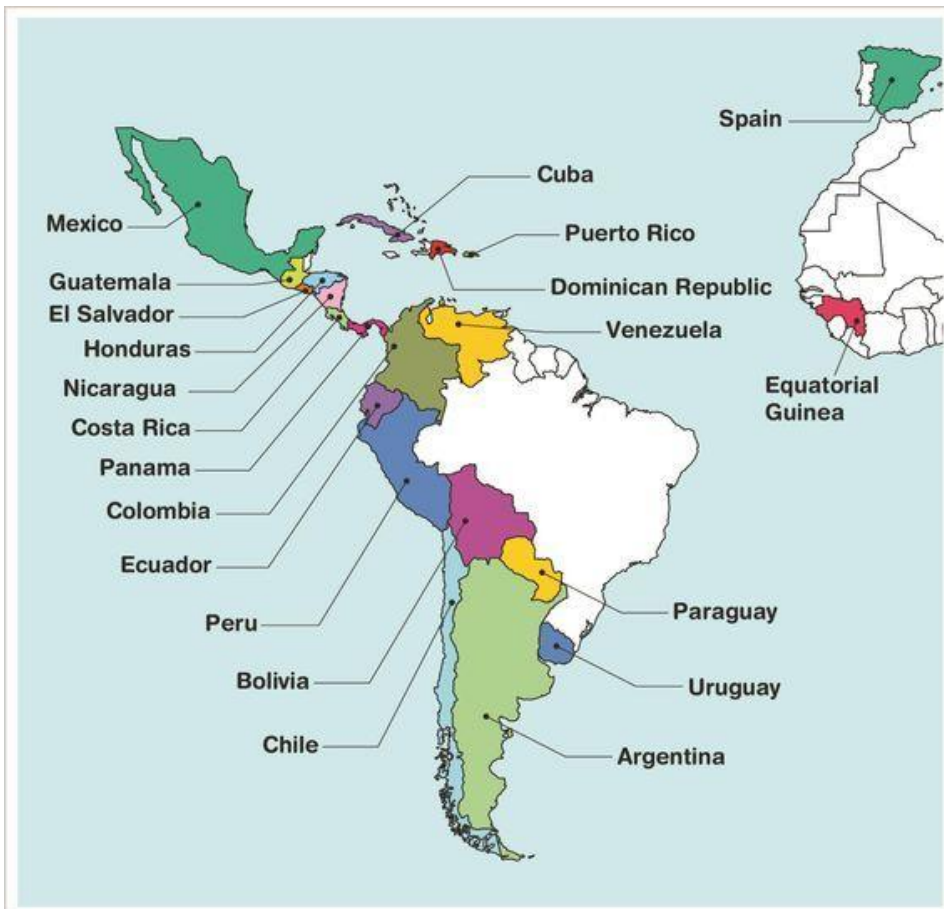 Spain
Cuba
Mexico
Puerto Rico
Guatemala
Dominican Republic
El Salvador
Venezuela
Honduras
Nicaragua
Equatorial
Guinea
Costa Rica
Panama
Colombia
Ecuador
Paraguay
Peru
Bolivia
Uruguay
Chile
Argentina